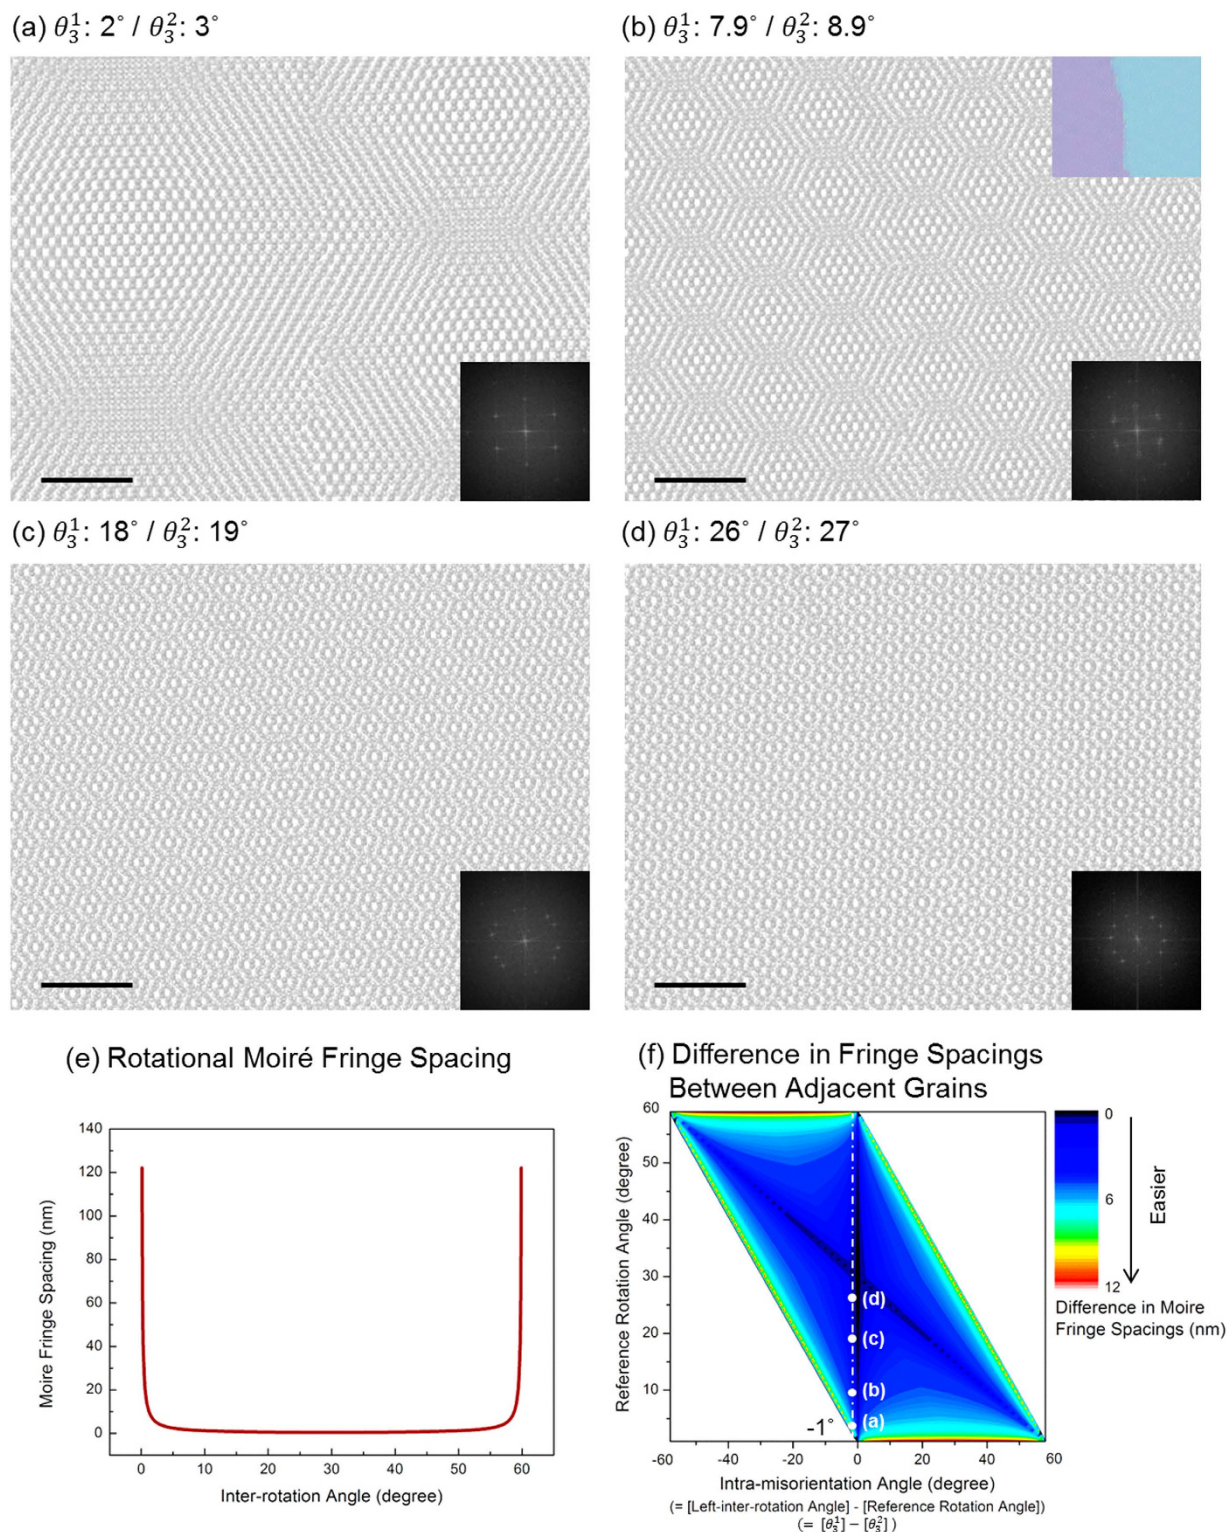 (a) θ₃¹: 2° / θ₃²: 3°
(b) θ₃¹: 7.9° / θ₃²: 8.9°
(c) θ₃¹: 18° / θ₃²: 19°
(d) θ₃¹: 26° / θ₃²: 27°
(e) Rotational Moiré Fringe Spacing
140
120
100
80
60
40
20
0
Moire Fringe Spacing (nm)
0 10 20 30 40 50 60
Inter-rotation Angle (degree)
(f) Difference in Fringe Spacings
Between Adjacent Grains
60
50
40
30
20
10
Reference Rotation Angle (degree)
(d)
(c)
(b)
(a)
-1°
-60 -40 -20 0 20 40 60
Intra-misorientation Angle (degree)
(= [Left-inter-rotation Angle] - [Reference Rotation Angle])
(= [θ₃¹] − [θ₃²])
0
6
12
Easier
Difference in Moire
Fringe Spacings (nm)